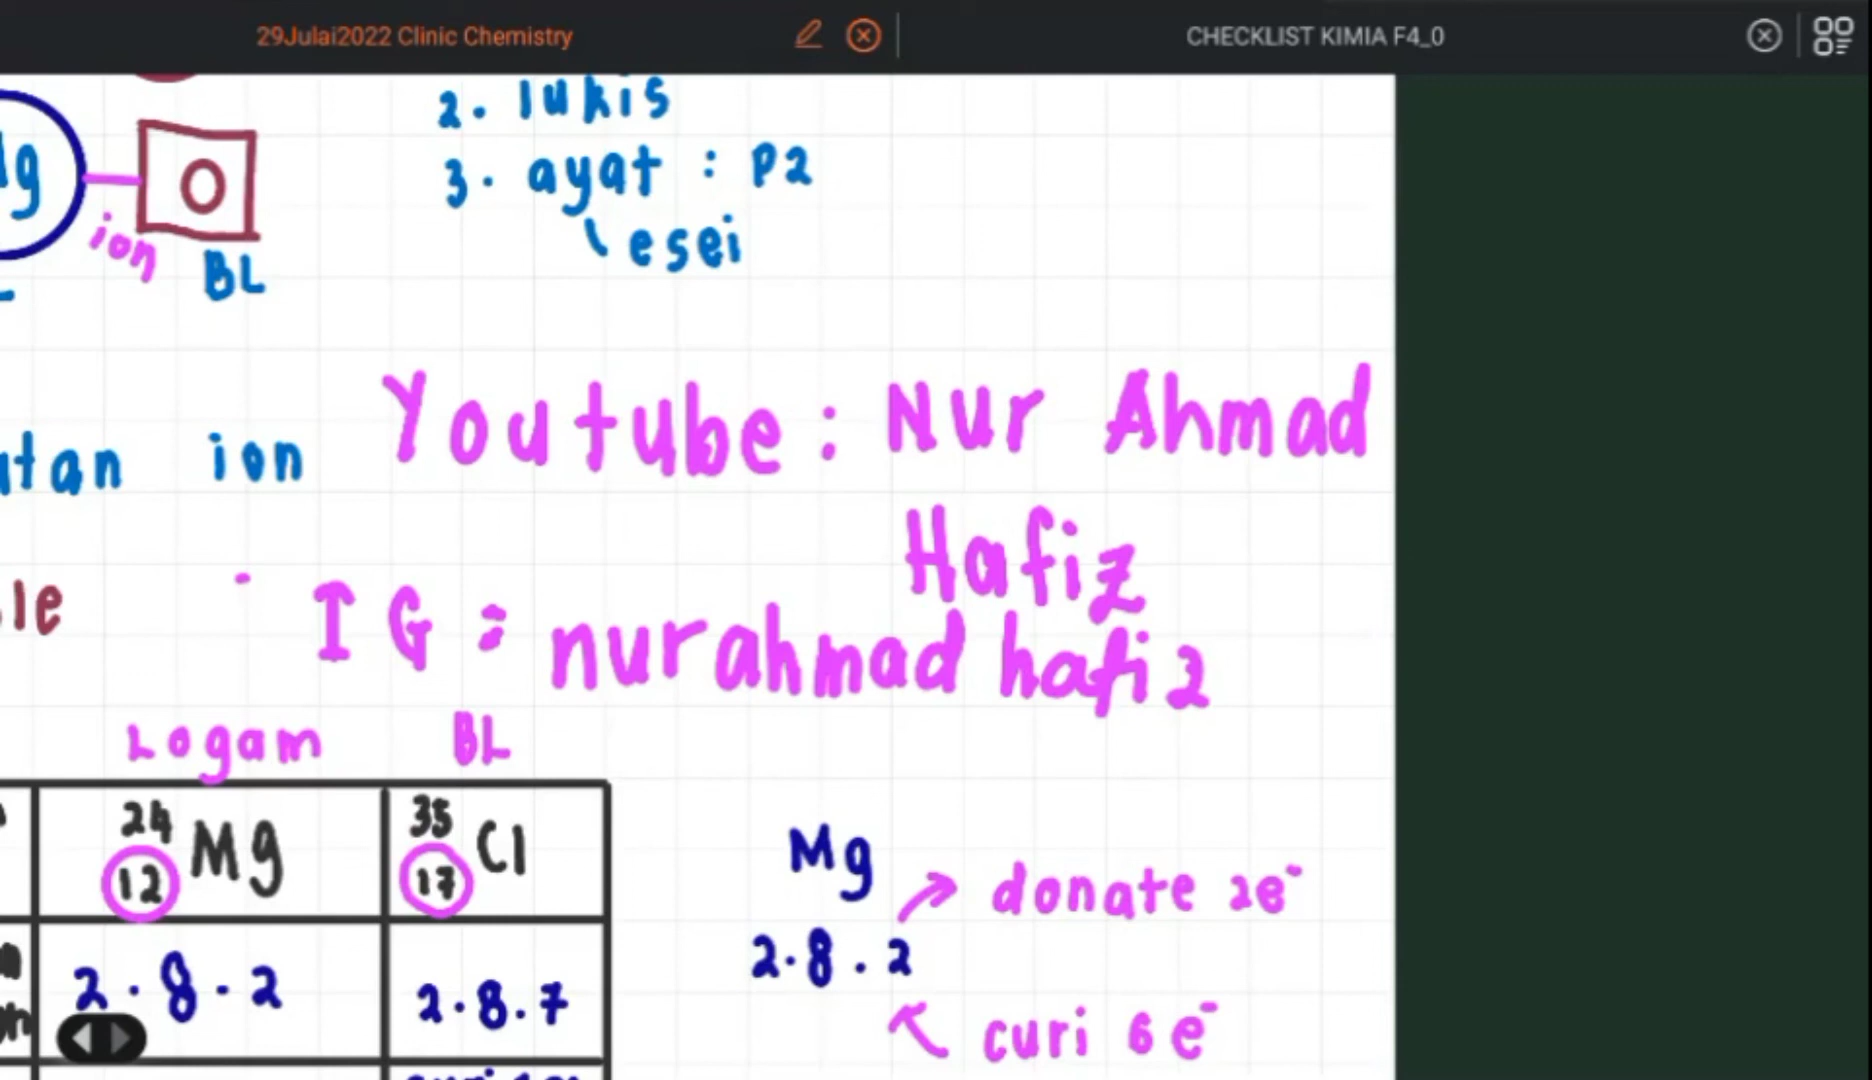 29Julai2022 Clinic Chemistry
CHECKLIST KIMIA F4_0
2. lukis
3. ayat : P2
esei
ion
BL
ion
Youtube : Nur Ahmad
Hafiz
IG : nurahmad hafiz
Logam BL
24 Mg 35 Cl
12 17
2.8.2 2.8.7
Mg
donate 2e-
2.8.2
curi 6e-